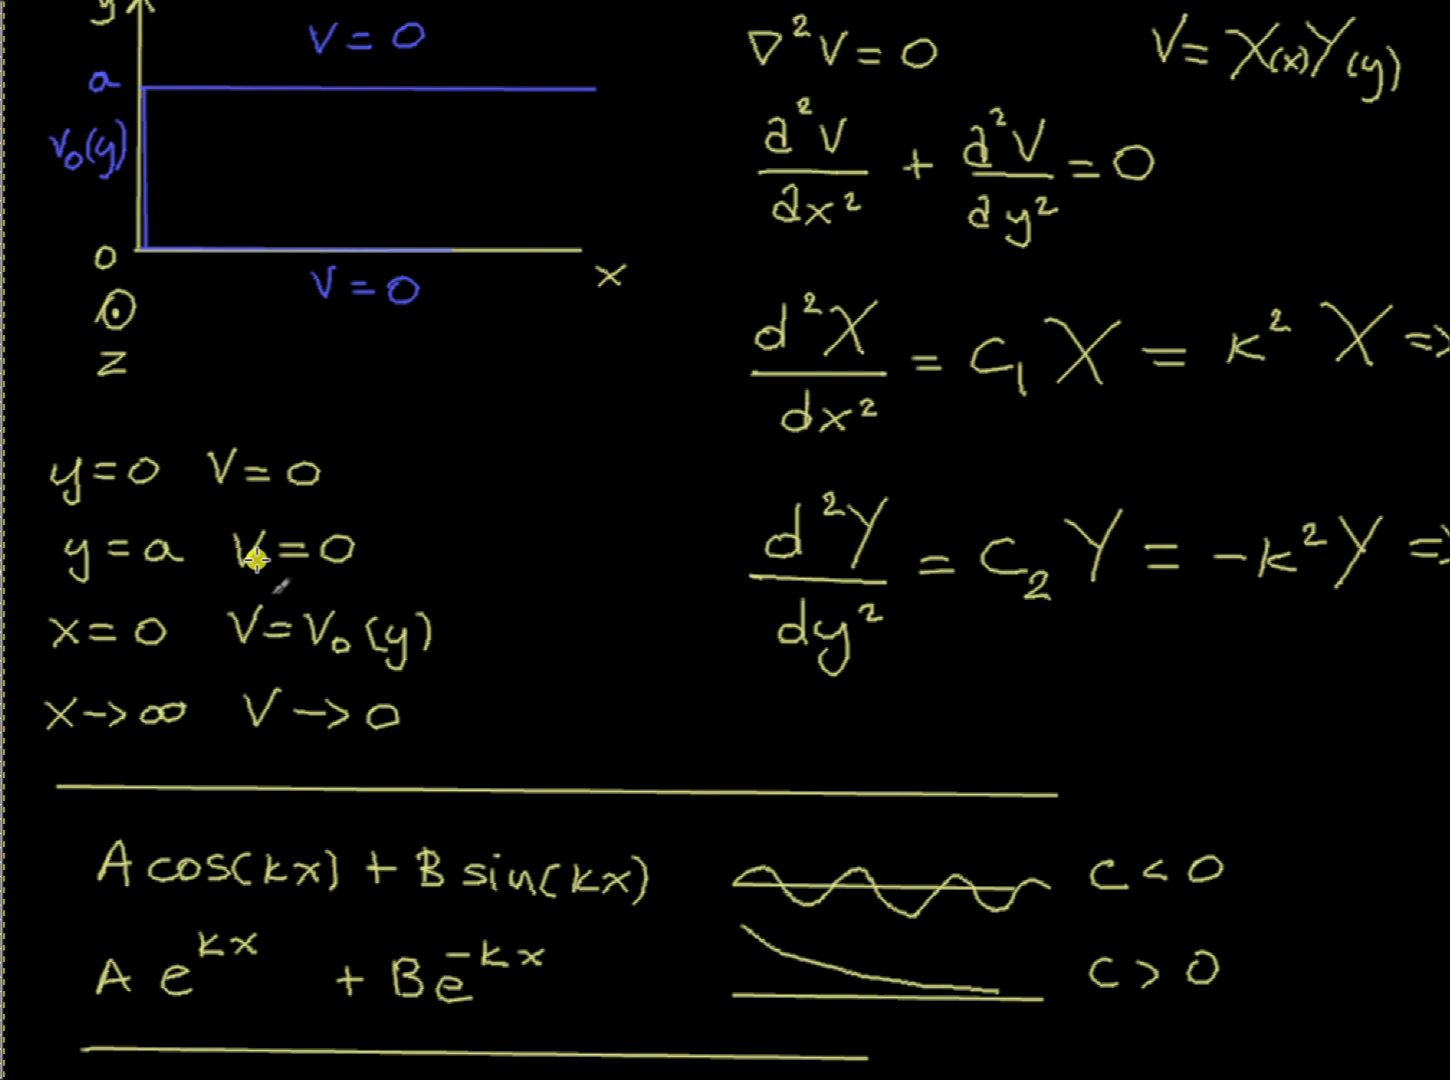 y
V = 0
a
V₀(y)
0
V = 0
x
z
y=0 V=0
y=a V=0
x=0 V=V₀(y)
x→∞ V→0
∇²V=0 V=X(x)Y(y)
∂²V/∂x² + ∂²V/∂y² = 0
d²X/dx² = C₁X = k²X =>
d²Y/dy² = C₂Y = -k²Y =>
A cos(kx) + B sin(kx) C < 0
A e^{kx} + B e^{-kx} C > 0